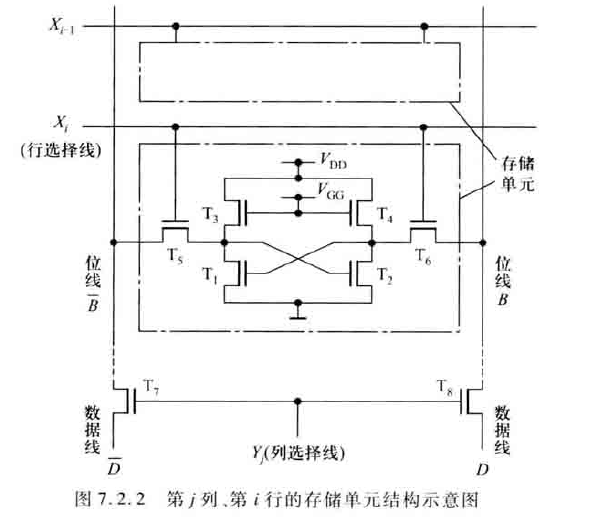 X_{i-1}
X_i
(行选择线)
存储
单元
V_{DD}
V_{GG}
T_3
T_4
T_5
T_6
T_1
T_2
位线
\overline{B}
位线
B
T_7
T_8
数据线
\overline{D}
Y_j(列选择线)
数据线
D
图 7.2.2 第 j 列、第 i 行的存储单元结构示意图